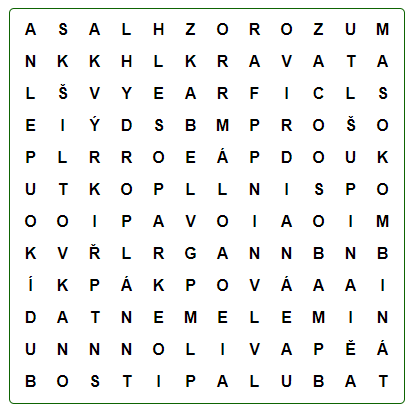 A S A L H Z O R O Z U M
N K K H L K R A V A T A
L Š V Y E A R F I C L S
E I Ý D S B M P R O Š O
P L R R O E Á P D O U K
U T K O P L L N I S P O
O O I P A V O I A O I M
K V Ř L R G A N N B N B
Í K P Á K P O V Á A A I
D A T N E M E L E M I N
U N N N O L I V A P Ě Á
B O S T I P A L U B A T